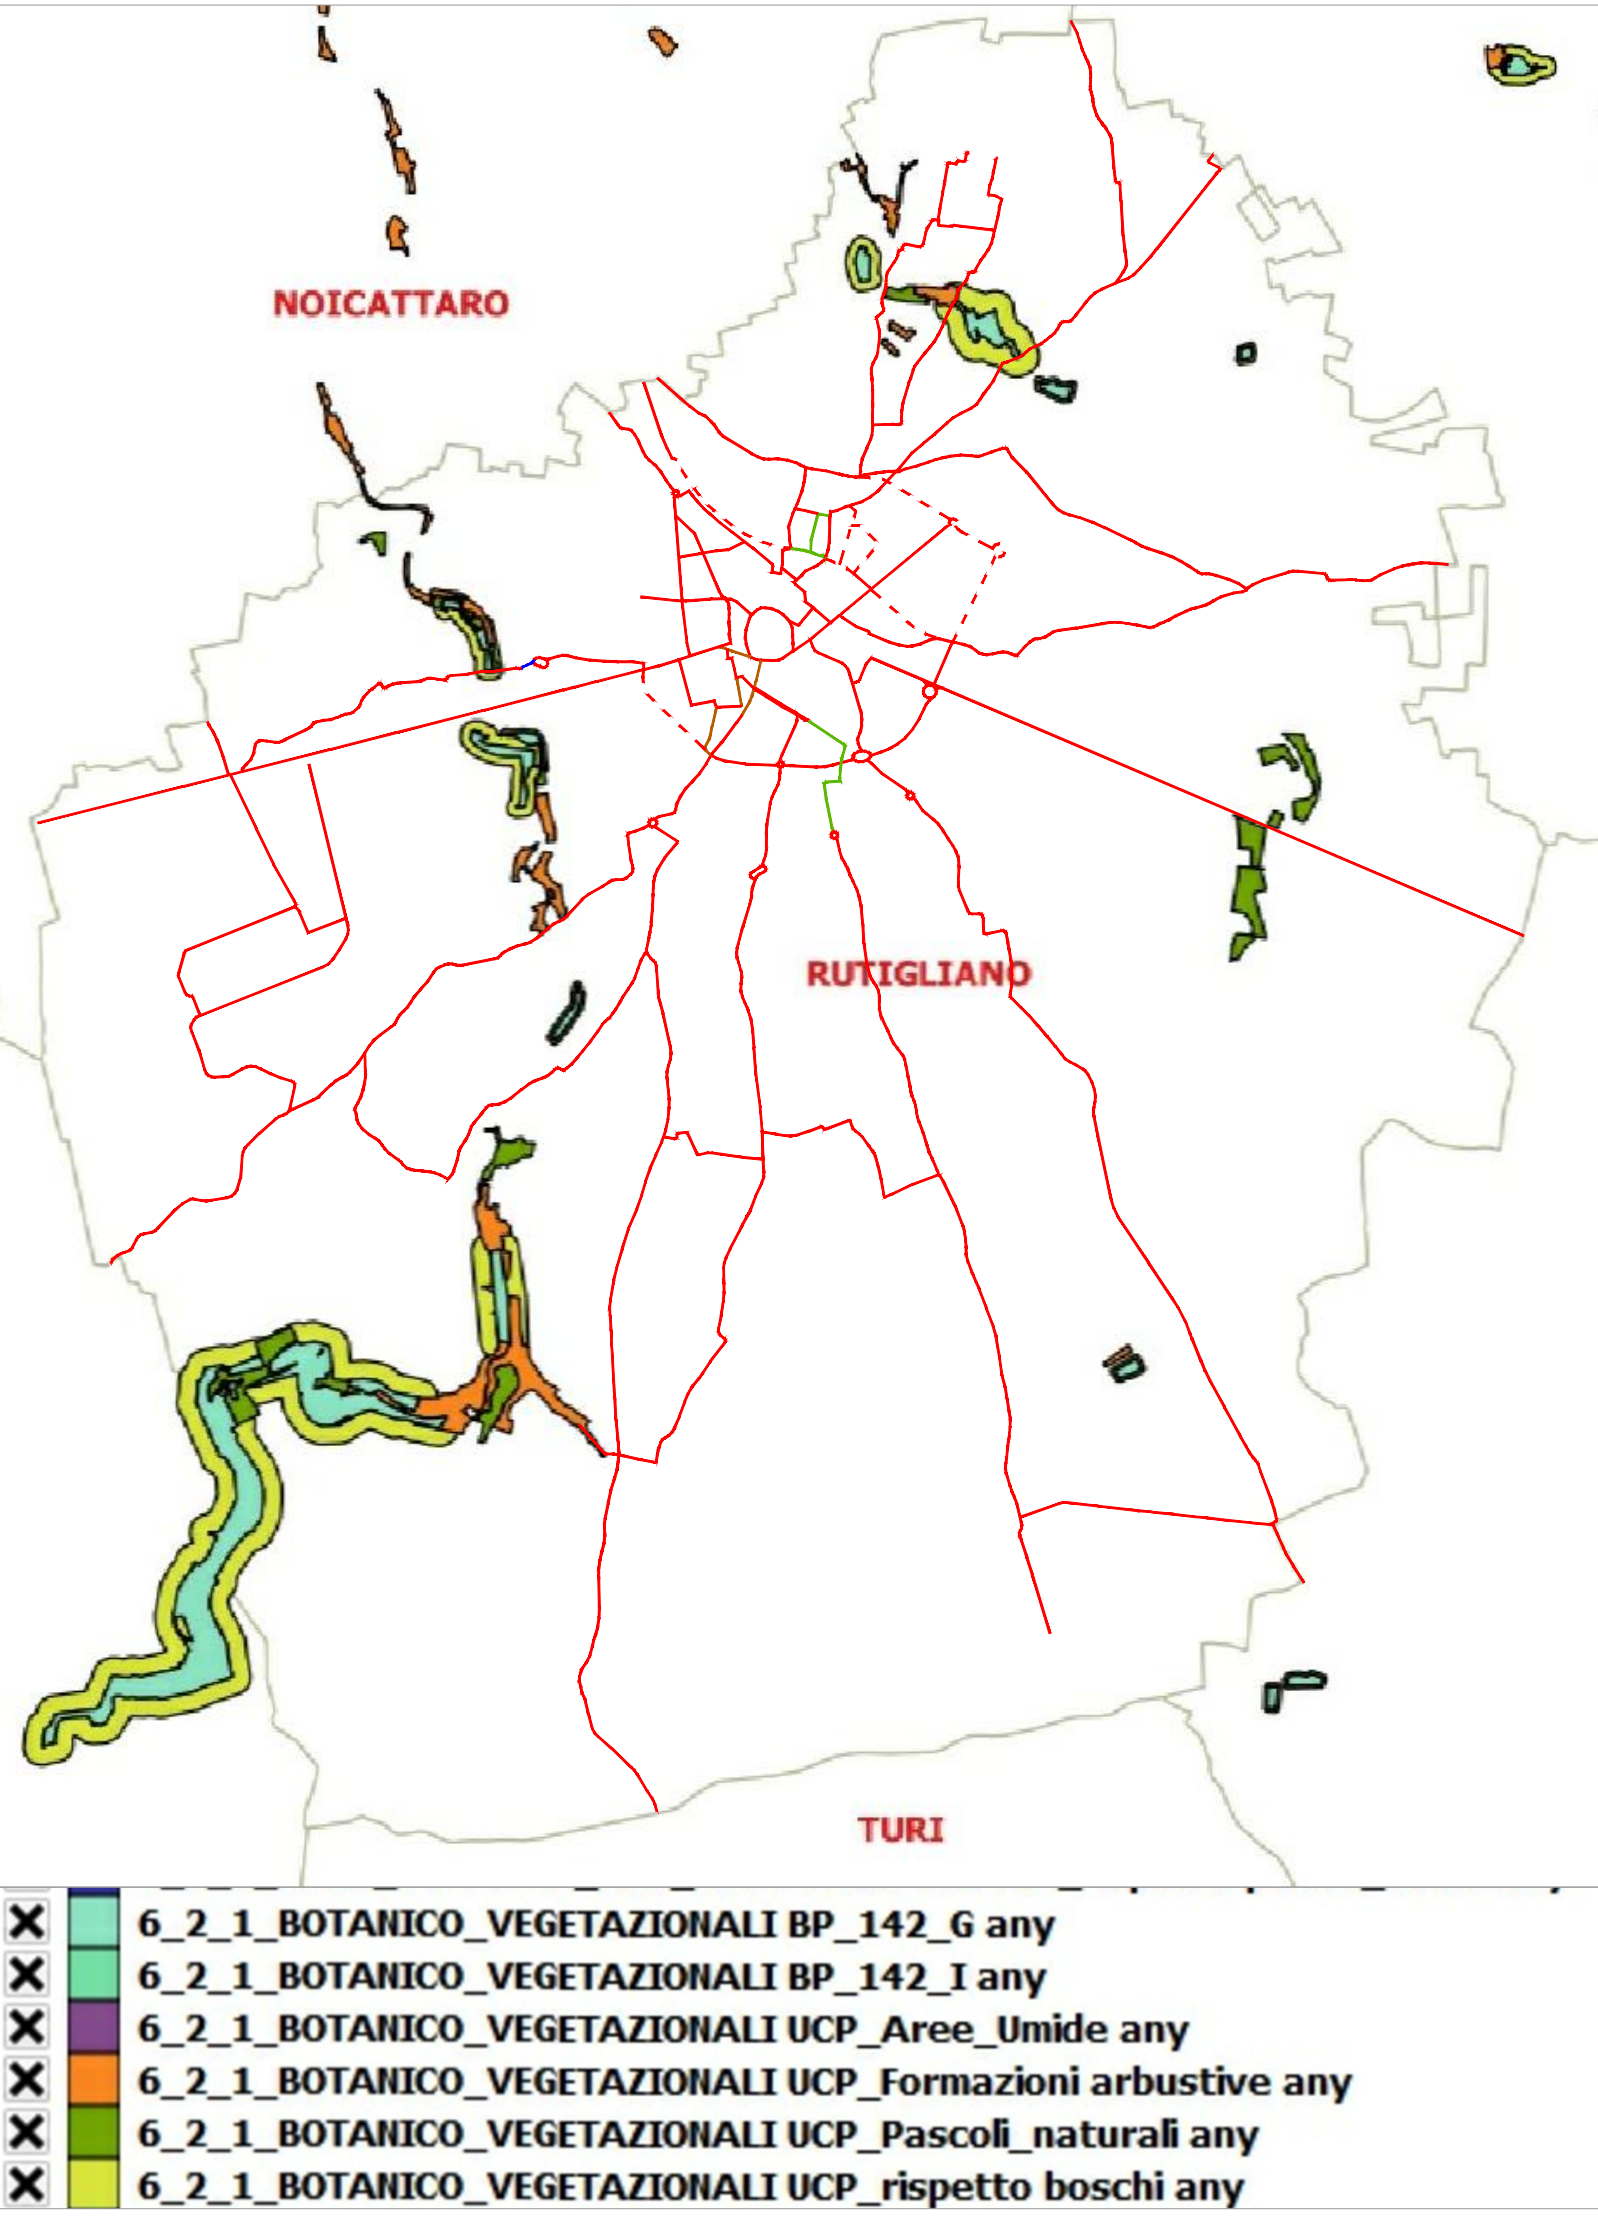 NOICATTARO
RUTIGLIANO
TURI
6_2_1_BOTANICO_VEGETAZIONALI BP_142_G any
6_2_1_BOTANICO_VEGETAZIONALI BP_142_I any
6_2_1_BOTANICO_VEGETAZIONALI UCP_Aree_Umide any
6_2_1_BOTANICO_VEGETAZIONALI UCP_Formazioni arbustive any
6_2_1_BOTANICO_VEGETAZIONALI UCP_Pascoli_naturali any
6_2_1_BOTANICO_VEGETAZIONALI UCP_rispetto boschi any